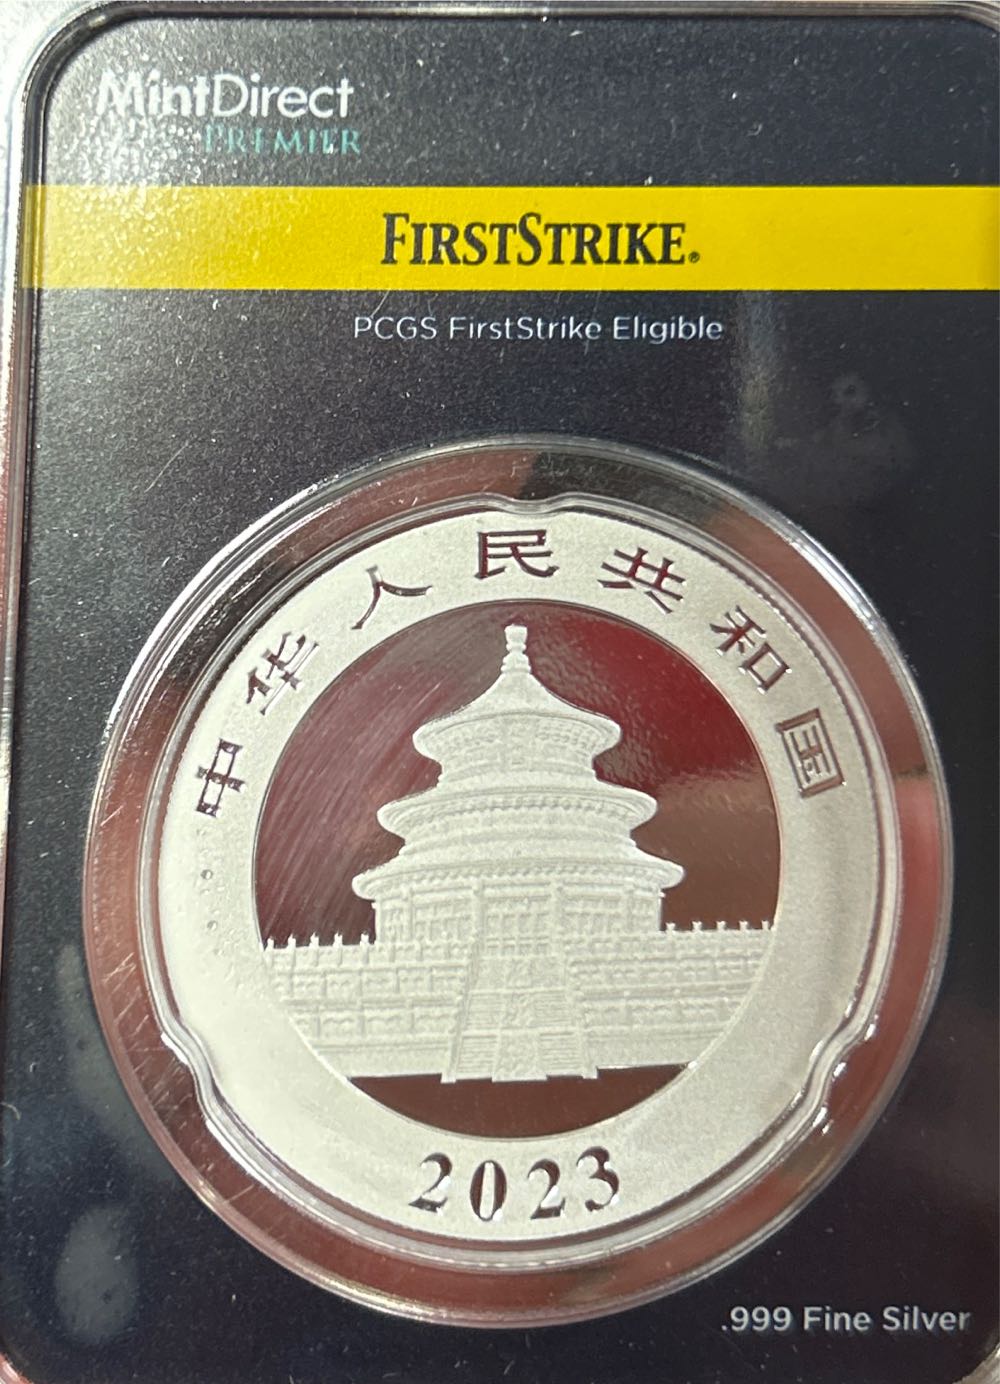 MintDirect®
PREMIER
FIRSTSTRIKE®
PCGS FirstStrike Eligible
中华人民共和国
2023
.999 Fine Silver